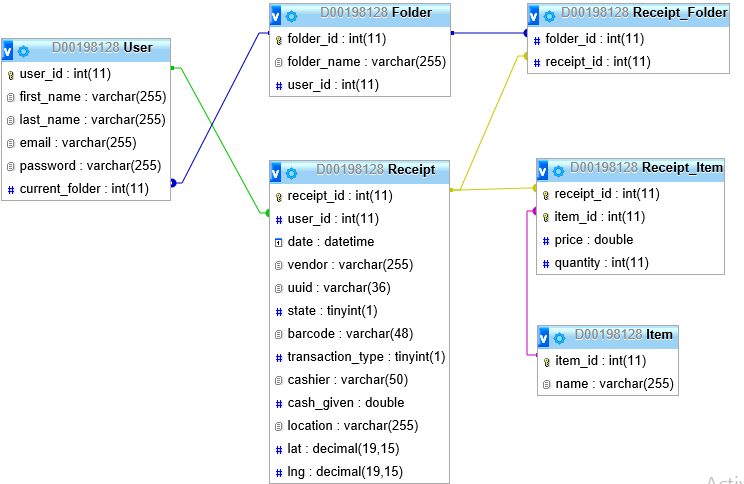 D00198128 User
user_id : int(11)
first_name : varchar(255)
last_name : varchar(255)
email : varchar(255)
password : varchar(255)
current_folder : int(11)
D00198128 Folder
folder_id : int(11)
folder_name : varchar(255)
user_id : int(11)
D00198128 Receipt_Folder
folder_id : int(11)
receipt_id : int(11)
D00198128 Receipt
receipt_id : int(11)
user_id : int(11)
date : datetime
vendor : varchar(255)
uuid : varchar(36)
state : tinyint(1)
barcode : varchar(48)
transaction_type : tinyint(1)
cashier : varchar(50)
cash_given : double
location : varchar(255)
lat : decimal(19,15)
lng : decimal(19,15)
D00198128 Receipt_Item
receipt_id : int(11)
item_id : int(11)
price : double
quantity : int(11)
D00198128 Item
item_id : int(11)
name : varchar(255)